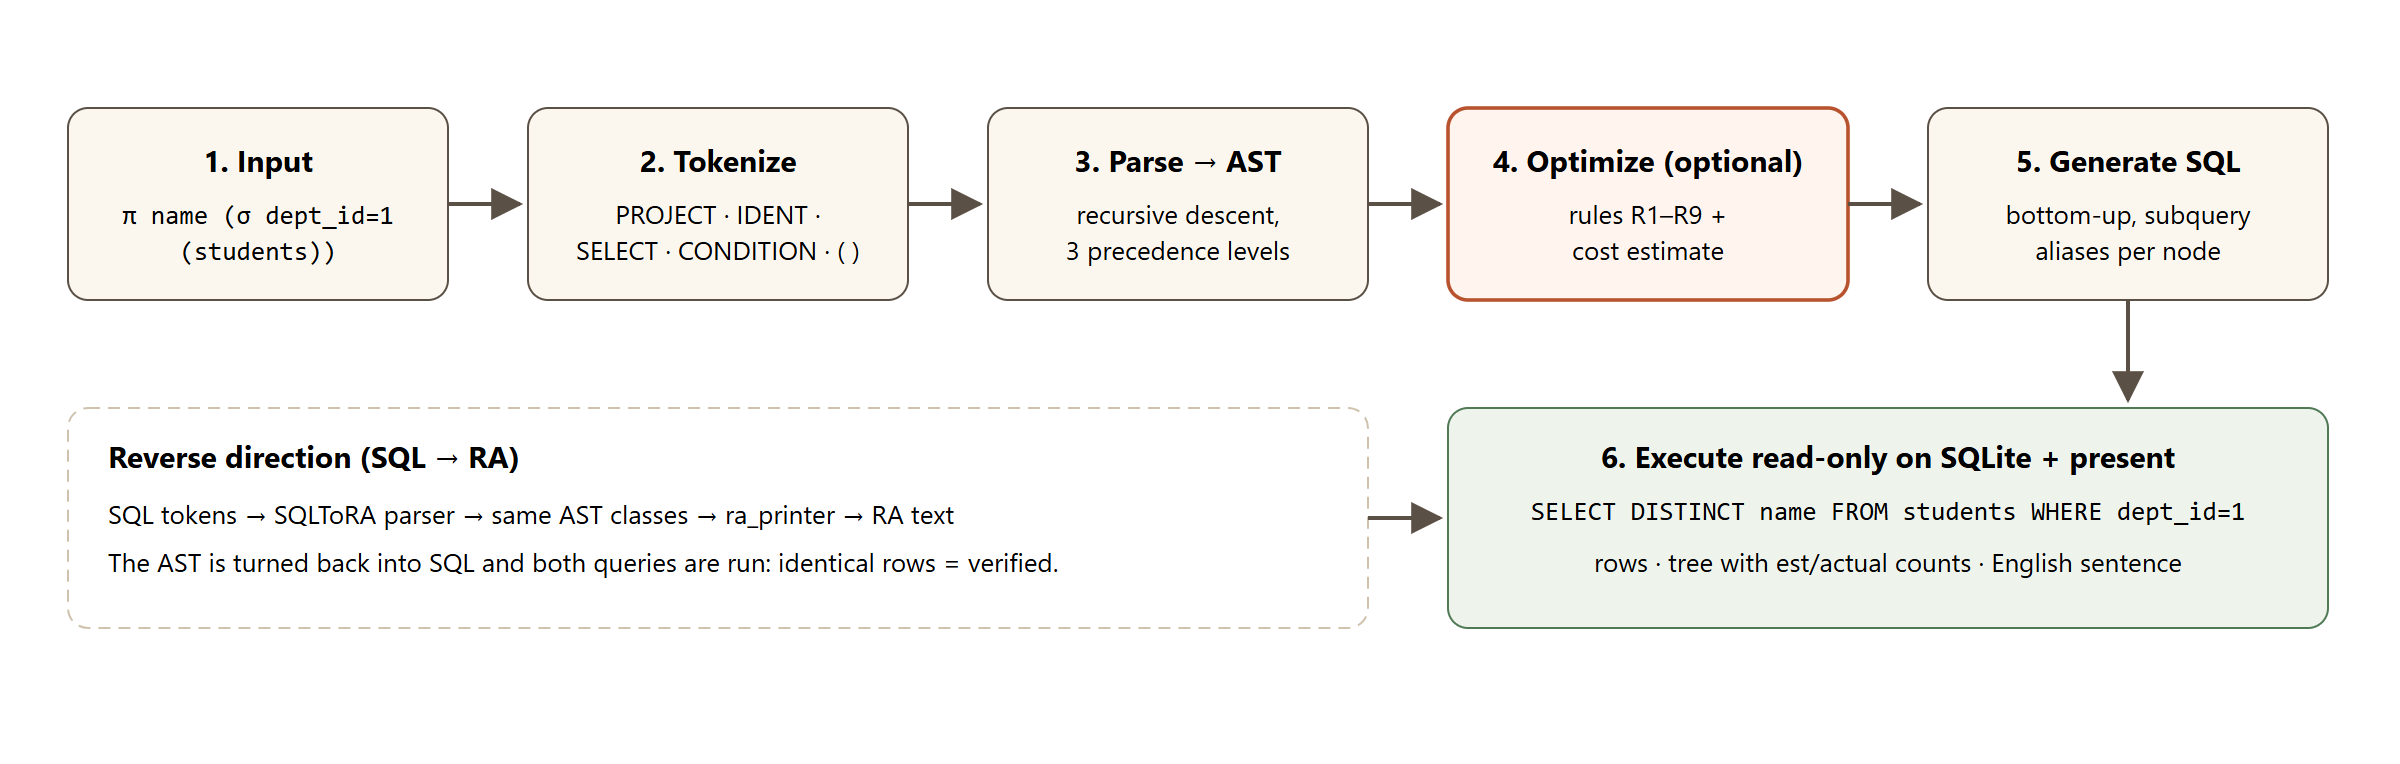 1. Input
π name (σ dept_id=1
(students))
2. Tokenize
PROJECT · IDENT ·
SELECT · CONDITION · ( )
3. Parse → AST
recursive descent,
3 precedence levels
4. Optimize (optional)
rules R1–R9 +
cost estimate
5. Generate SQL
bottom-up, subquery
aliases per node
Reverse direction (SQL → RA)
SQL tokens → SQLToRA parser → same AST classes → ra_printer → RA text
The AST is turned back into SQL and both queries are run: identical rows = verified.
6. Execute read-only on SQLite + present
SELECT DISTINCT name FROM students WHERE dept_id=1
rows · tree with est/actual counts · English sentence